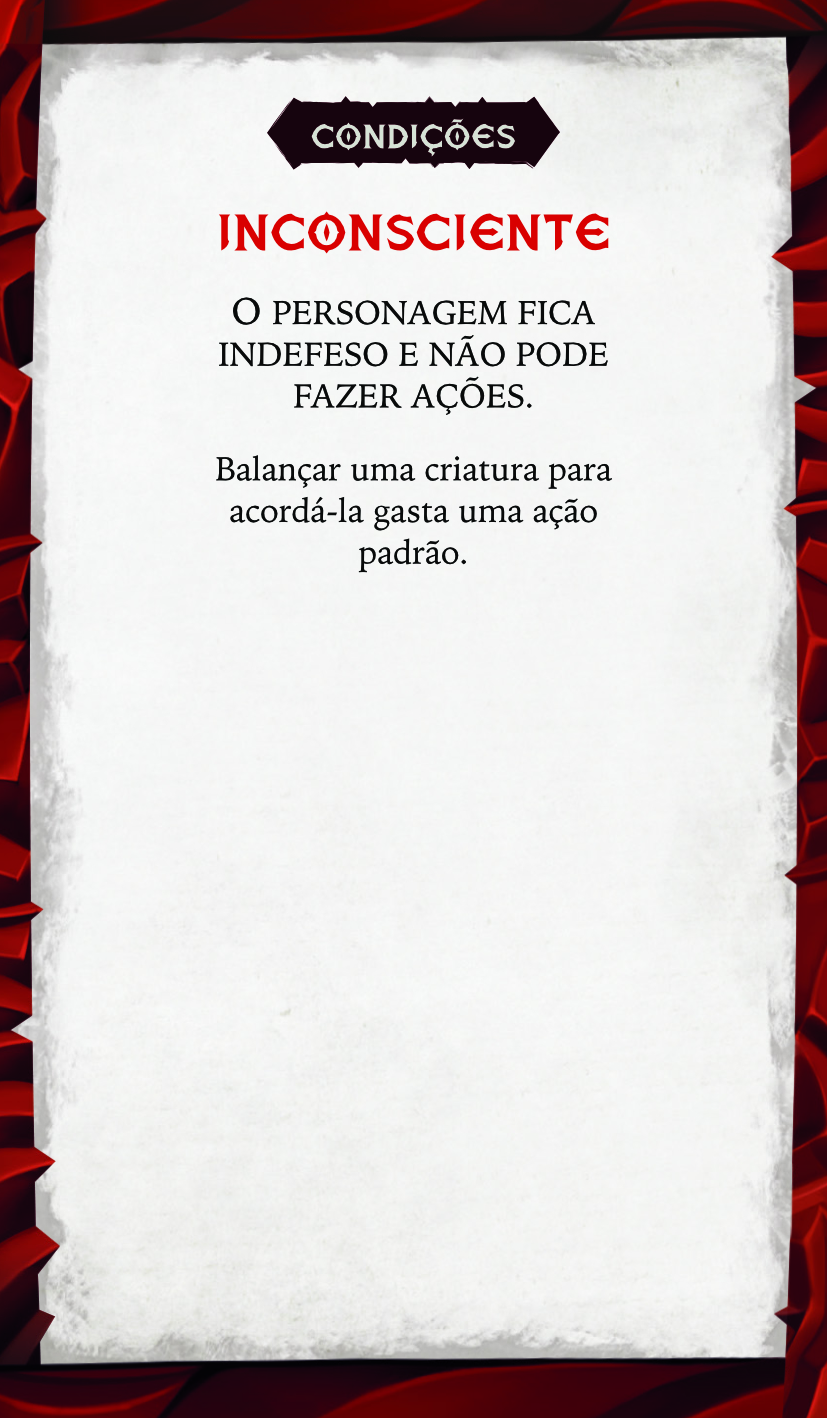 CONDIÇÕES
INCONSCIENTE
O PERSONAGEM FICA
INDEFESO E NÃO PODE
FAZER AÇÕES.
Balançar uma criatura para
acordá-la gasta uma ação
padrão.